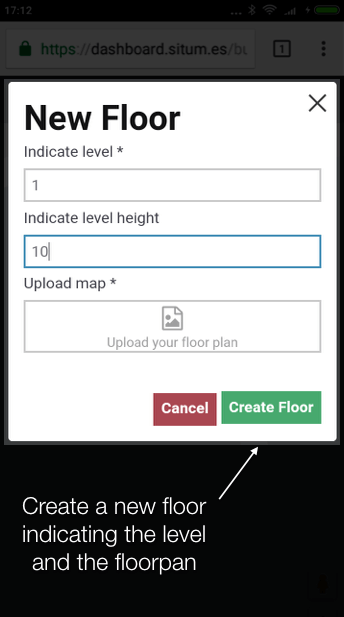 17:12
https://dashboard.situm.es/bu
1
New Floor
Indicate level *
1
Indicate level height
10
Upload map *
Upload your floor plan
Cancel
Create Floor
Create a new floor
indicating the level
and the floorpan